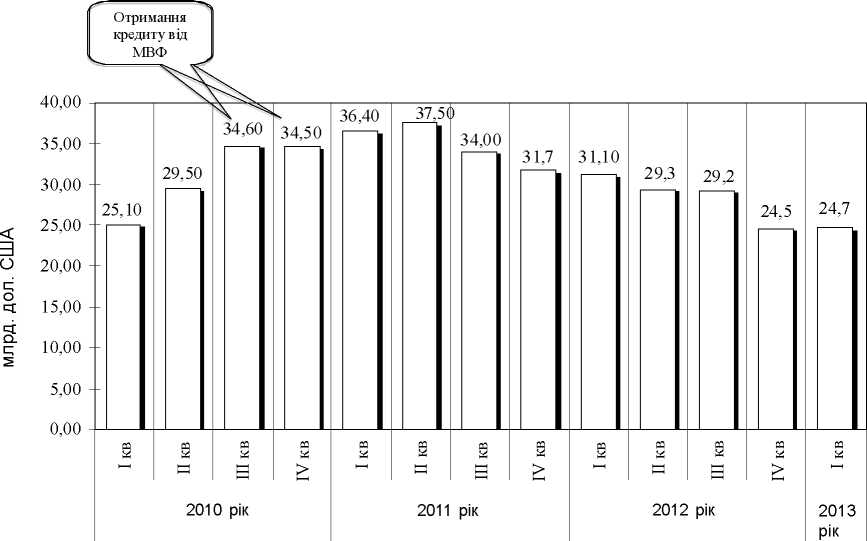 Отримання
кредиту від
МВФ
млрд. дол. США
40,00
35,00
30,00
25,00
20,00
15,00
10,00
5,00
0,00
25,10
29,50
34,60
34,50
36,40
37,50
34,00
31,7
31,10
29,3
29,2
24,5
24,7
I кв
II кв
III кв
IV кв
I кв
II кв
III кв
IV кв
I кв
II кв
III кв
IV кв
I кв
2010 рік
2011 рік
2012 рік
2013
рік